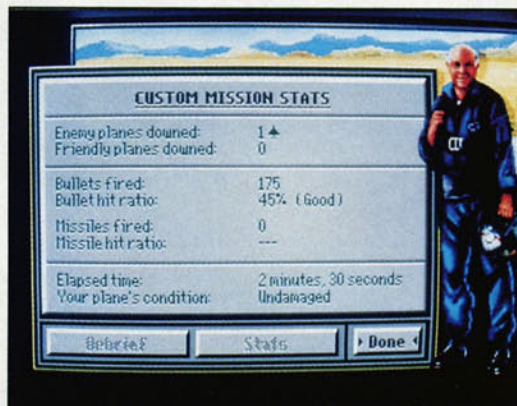 CUSTOM MISSION STATS
Enemy planes downed: 1
Friendly planes downed: 0
Bullets fired: 175
Bullet hit ratio: 45% (Good)
Missiles fired: 0
Missile hit ratio: ---
Elapsed time: 2 minutes, 30 seconds
Your plane's condition: Undamaged
Debrief Stats Done